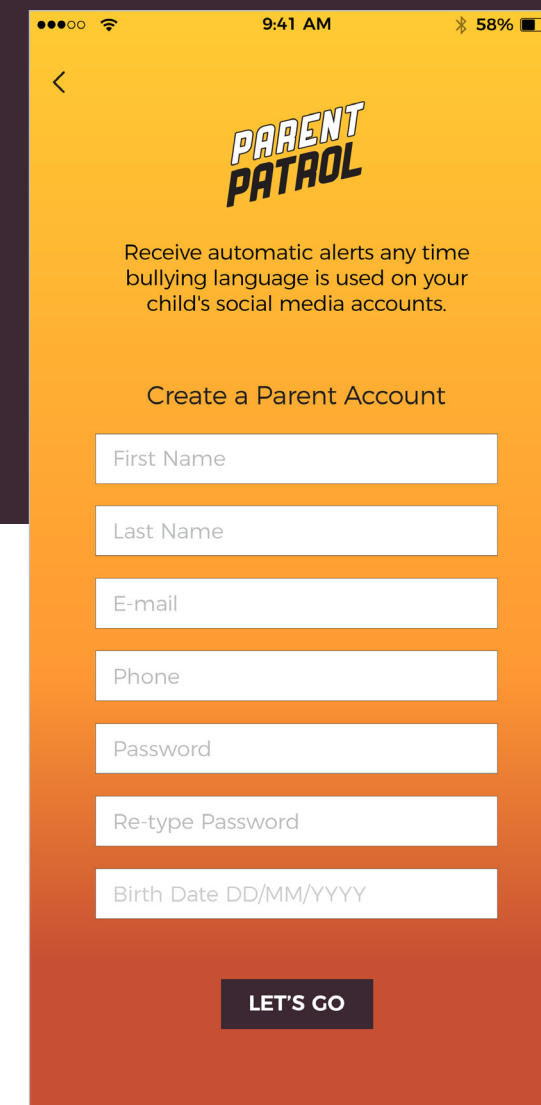 9:41 AM
58%
PARENT
PATROL
Receive automatic alerts any time
bullying language is used on your
child's social media accounts.
Create a Parent Account
First Name
Last Name
E-mail
Phone
Password
Re-type Password
Birth Date DD/MM/YYYY
LET'S GO